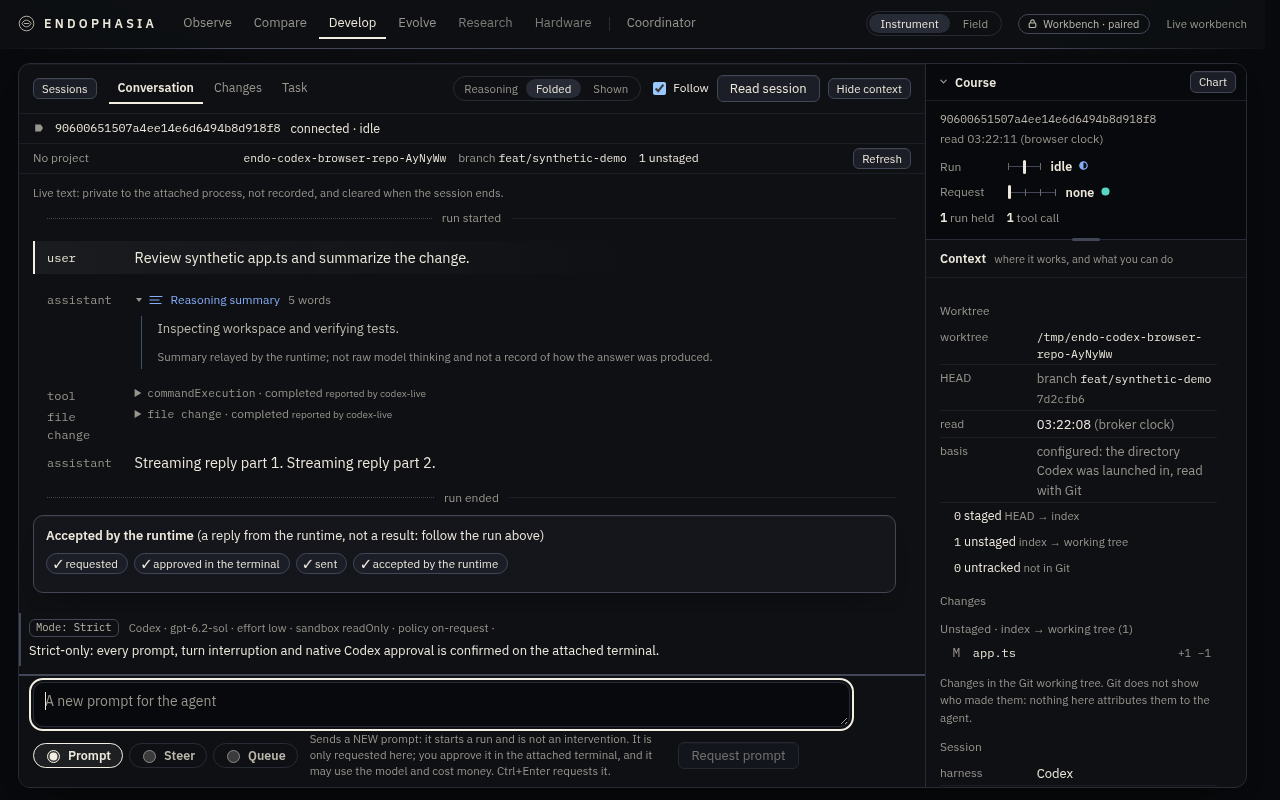 ENDOPHASIA
Observe Compare Develop Evolve Research Hardware Coordinator
Instrument Field
Workbench · paired
Live workbench
Sessions Conversation Changes Task
Reasoning Folded Shown
Follow
Read session
Hide context
90600651507a4ee14e6d6494b8d918f8 connected · idle
No project
endo-codex-browser-repo-AyNyWw branch feat/synthetic-demo 1 unstaged
Refresh
Live text: private to the attached process, not recorded, and cleared when the session ends.
run started
user Review synthetic app.ts and summarize the change.
assistant Reasoning summary 5 words
Inspecting workspace and verifying tests.
Summary relayed by the runtime; not raw model thinking and not a record of how the answer was produced.
tool commandExecution · completed reported by codex-live
file change file change · completed reported by codex-live
assistant Streaming reply part 1. Streaming reply part 2.
run ended
Accepted by the runtime (a reply from the runtime, not a result: follow the run above)
✓ requested ✓ approved in the terminal ✓ sent ✓ accepted by the runtime
Mode: Strict Codex · gpt-6.2-sol · effort low · sandbox readOnly · policy on-request ·
Strict-only: every prompt, turn interruption and native Codex approval is confirmed on the attached terminal.
A new prompt for the agent
Prompt Steer Queue
Sends a NEW prompt: it starts a run and is not an intervention. It is
only requested here; you approve it in the attached terminal, and it
may use the model and cost money. Ctrl+Enter requests it.
Request prompt
Course
Chart
90600651507a4ee14e6d6494b8d918f8
read 03:22:11 (browser clock)
Run idle
Request none
1 run held 1 tool call
Context where it works, and what you can do
Worktree
worktree /tmp/endo-codex-browser-
repo-AyNyWw
HEAD branch feat/synthetic-demo
7d2cfb6
read 03:22:08 (broker clock)
basis configured: the directory
Codex was launched in, read
with Git
0 staged HEAD → index
1 unstaged index → working tree
0 untracked not in Git
Changes
Unstaged · index → working tree (1)
M app.ts +1 −1
Changes in the Git working tree. Git does not show
who made them: nothing here attributes them to the
agent.
Session
harness Codex